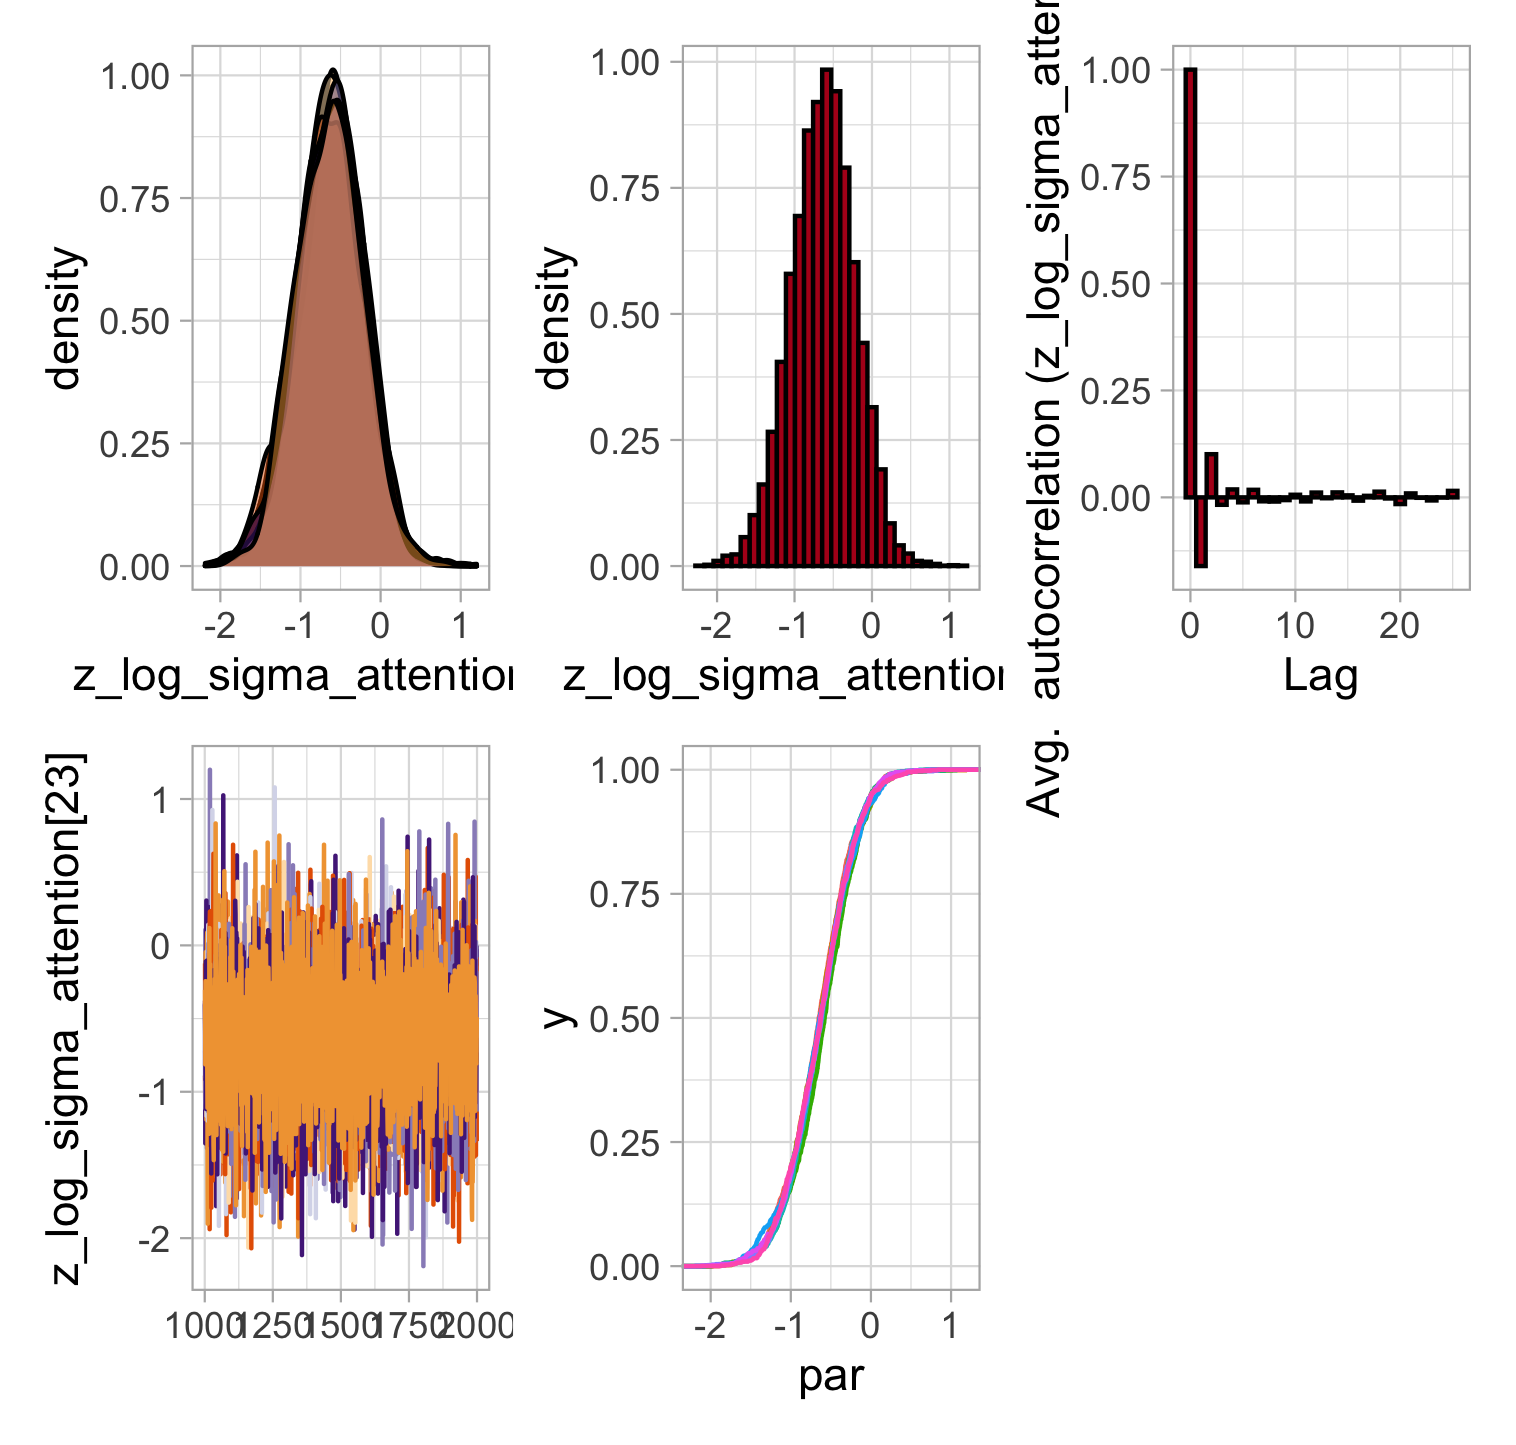 density
1.00
0.75
0.50
0.25
0.00
-2 -1 0 1
z_log_sigma_attention
density
1.00
0.75
0.50
0.25
0.00
-2 -1 0 1
z_log_sigma_attention
Avg. autocorrelation (z_log_sigma_atten
1.00
0.75
0.50
0.25
0.00
0 10 20
Lag
z_log_sigma_attention[23]
1
0
-1
-2
1000 1250 1500 1750 2000
y
1.00
0.75
0.50
0.25
0.00
-2 -1 0 1
par